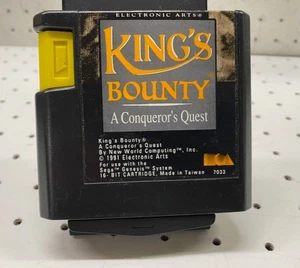 ELECTRONIC ARTS®
KING'S
BOUNTY
A Conqueror's Quest
King's Bounty®
A Conqueror's Quest
By New World Computing™, Inc.
© 1991 Electronic Arts
For use with the
Sega® Genesis™ System
16- BIT CARTRIDGE, Made in Taiwan 7033